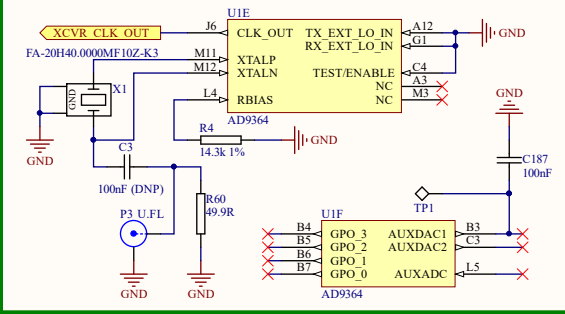 U1E
XCVR_CLK_OUT
J6 CLK_OUT TX_EXT_LO_IN A12 GND
RX_EXT_LO_IN G1
FA-20H40.0000MF10Z-K3
M11 XTALP
M12 XTALN TEST/ENABLE C4
X1
GND
NC A3
L4 RBIAS NC M3
GND
AD9364
R4
GND
14.3k 1%
GND
C3
100nF (DNP)
C187
100nF
R60
49.9R
TP1
P3 U.FL
U1F
B4 GPO_3 AUXDAC1 B3
B5 GPO_2 AUXDAC2 C3
B6 GPO_1
B7 GPO_0 AUXADC L5
GND
GND
AD9364